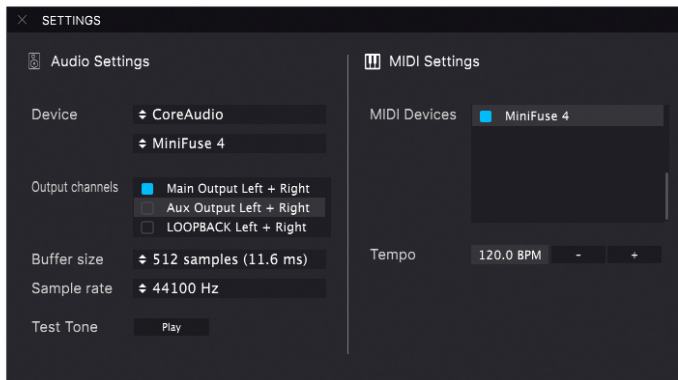 SETTINGS
Audio Settings
Device
CoreAudio
MiniFuse 4
Output channels
Main Output Left + Right
Aux Output Left + Right
LOOPBACK Left + Right
Buffer size
512 samples (11.6 ms)
Sample rate
44100 Hz
Test Tone
Play
MIDI Settings
MIDI Devices
MiniFuse 4
Tempo
120.0 BPM
-
+